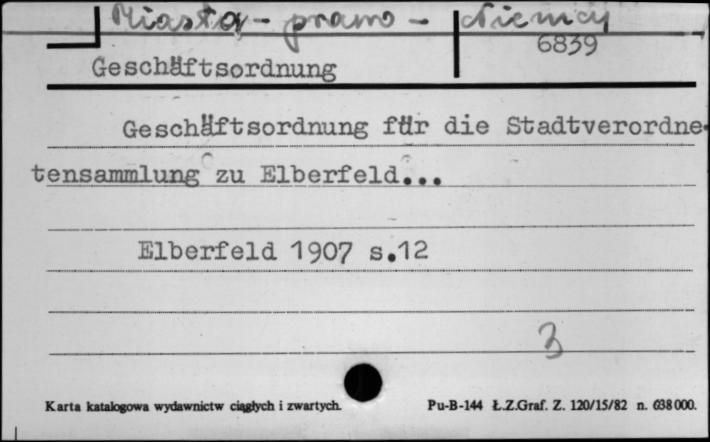 Miasta - prawo - Niemcy
6839
Geschäftsordnung
Geschäftsordnung für die Stadtverordne-
tensammlung zu Elberfeld...
Elberfeld 1907 s.12
3
Karta katalogowa wydawnictw ciągłych i zwartych.
Pu-B-144 Ł.Z.Graf. Z. 120/15/82 n. 638000.